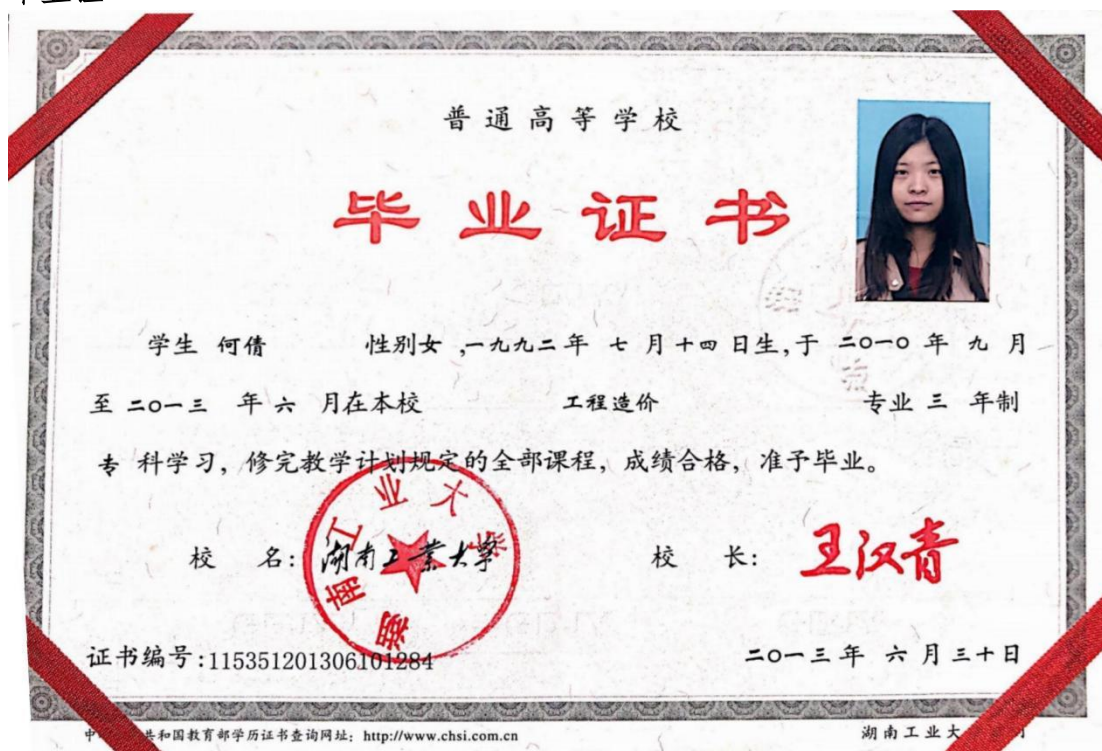 普通高等学校
毕业证书
学生 何倩 性别女 ,一九九二年 七 月十四 日生,于 二〇一〇 年 九 月
至 二〇一三 年 六 月在本校 工程造价 专业 三 年制
专 科学习, 修完教学计划规定的全部课程, 成绩合格, 准予毕业。
湖南工业大学
校 名: 湖南工业大学 校 长: 王汉青
证书编号:115351201306101284 二〇一三年 六月三十日
中 共和国教育部学历证书查询网址: http://www.chsi.com.cn 湖南工业大